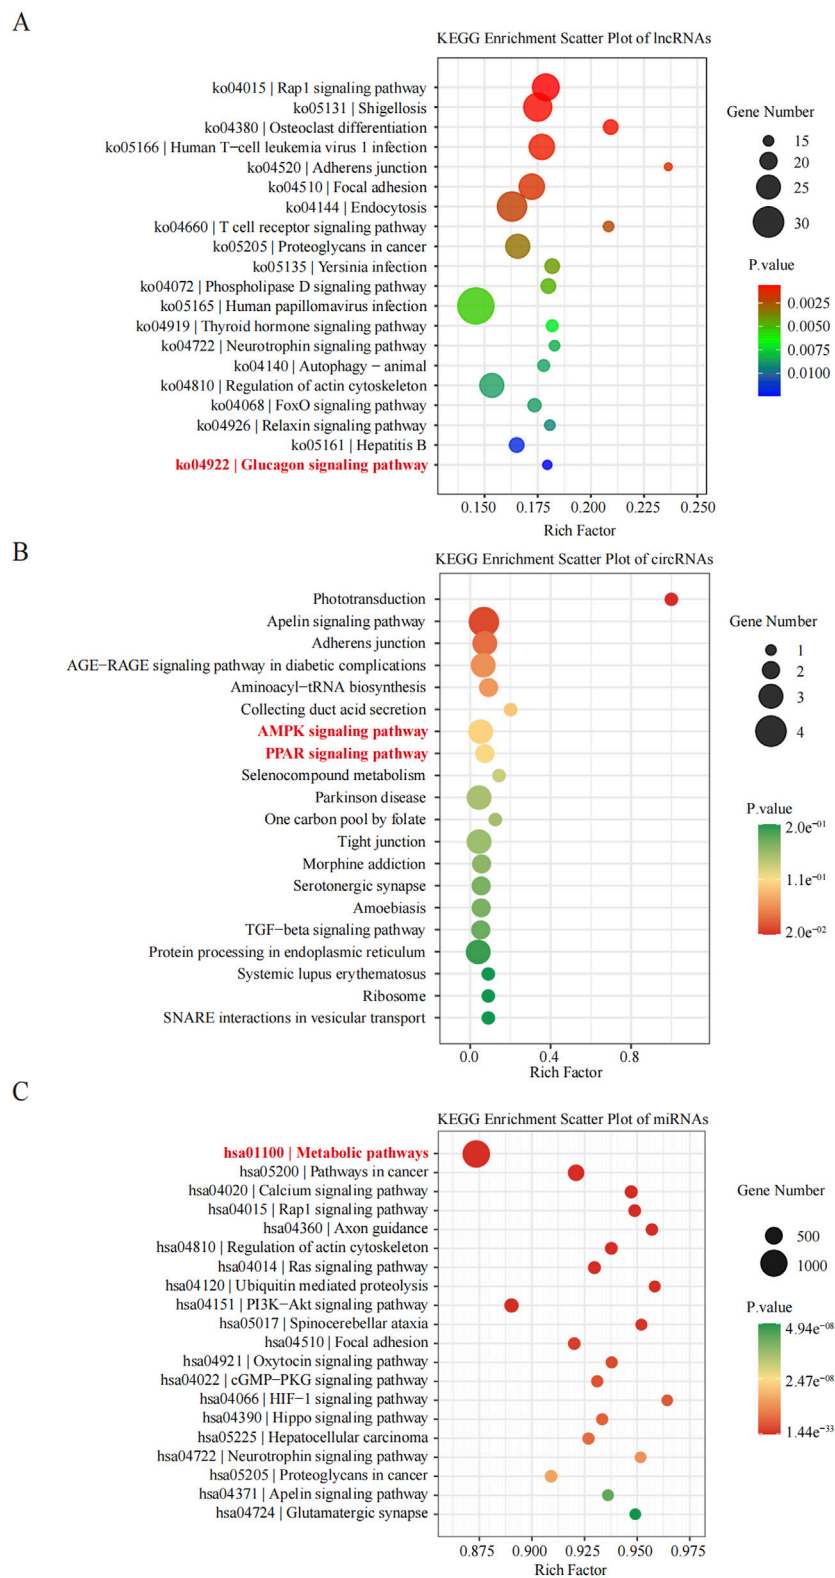 A
KEGG Enrichment Scatter Plot of lncRNAs
ko04015 | Rap1 signaling pathway
ko05131 | Shigellosis
ko04380 | Osteoclast differentiation
ko05166 | Human T−cell leukemia virus 1 infection
ko04520 | Adherens junction
ko04510 | Focal adhesion
ko04144 | Endocytosis
ko04660 | T cell receptor signaling pathway
ko05205 | Proteoglycans in cancer
ko05135 | Yersinia infection
ko04072 | Phospholipase D signaling pathway
ko05165 | Human papillomavirus infection
ko04919 | Thyroid hormone signaling pathway
ko04722 | Neurotrophin signaling pathway
ko04140 | Autophagy − animal
ko04810 | Regulation of actin cytoskeleton
ko04068 | FoxO signaling pathway
ko04926 | Relaxin signaling pathway
ko05161 | Hepatitis B
ko04922 | Glucagon signaling pathway
0.150 0.175 0.200 0.225 0.250
Rich Factor
Gene Number
15
20
25
30
P.value
0.0025
0.0050
0.0075
0.0100
B
KEGG Enrichment Scatter Plot of circRNAs
Phototransduction
Apelin signaling pathway
Adherens junction
AGE−RAGE signaling pathway in diabetic complications
Aminoacyl−tRNA biosynthesis
Collecting duct acid secretion
AMPK signaling pathway
PPAR signaling pathway
Selenocompound metabolism
Parkinson disease
One carbon pool by folate
Tight junction
Morphine addiction
Serotonergic synapse
Amoebiasis
TGF−beta signaling pathway
Protein processing in endoplasmic reticulum
Systemic lupus erythematosus
Ribosome
SNARE interactions in vesicular transport
0.0 0.4 0.8
Rich Factor
Gene Number
1
2
3
4
P.value
2.0e−01
1.1e−01
2.0e−02
C
KEGG Enrichment Scatter Plot of miRNAs
hsa01100 | Metabolic pathways
hsa05200 | Pathways in cancer
hsa04020 | Calcium signaling pathway
hsa04015 | Rap1 signaling pathway
hsa04360 | Axon guidance
hsa04810 | Regulation of actin cytoskeleton
hsa04014 | Ras signaling pathway
hsa04120 | Ubiquitin mediated proteolysis
hsa04151 | PI3K−Akt signaling pathway
hsa05017 | Spinocerebellar ataxia
hsa04510 | Focal adhesion
hsa04921 | Oxytocin signaling pathway
hsa04022 | cGMP−PKG signaling pathway
hsa04066 | HIF−1 signaling pathway
hsa04390 | Hippo signaling pathway
hsa05225 | Hepatocellular carcinoma
hsa04722 | Neurotrophin signaling pathway
hsa05205 | Proteoglycans in cancer
hsa04371 | Apelin signaling pathway
hsa04724 | Glutamatergic synapse
0.875 0.900 0.925 0.950 0.975
Rich Factor
Gene Number
500
1000
P.value
4.94e−08
2.47e−08
1.44e−33